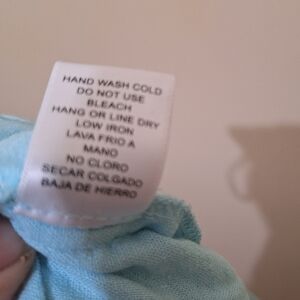 HAND WASH COLD
DO NOT USE
BLEACH
HANG OR LINE DRY
LOW IRON
LAVA FRIO A
MANO
NO CLORO
SECAR COLGADO
BAJA DE HIERRO